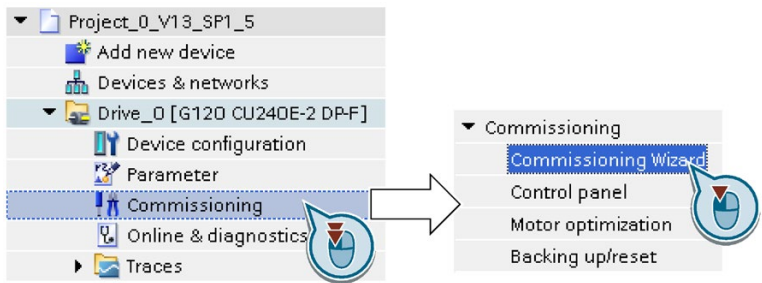 Project_0_V13_SP1_5
Add new device
Devices & networks
Drive_0 [G120 CU240E-2 DP-F]
Device configuration
Parameter
Commissioning
Online & diagnostics
Traces
Commissioning
Commissioning Wizard
Control panel
Motor optimization
Backing up/reset